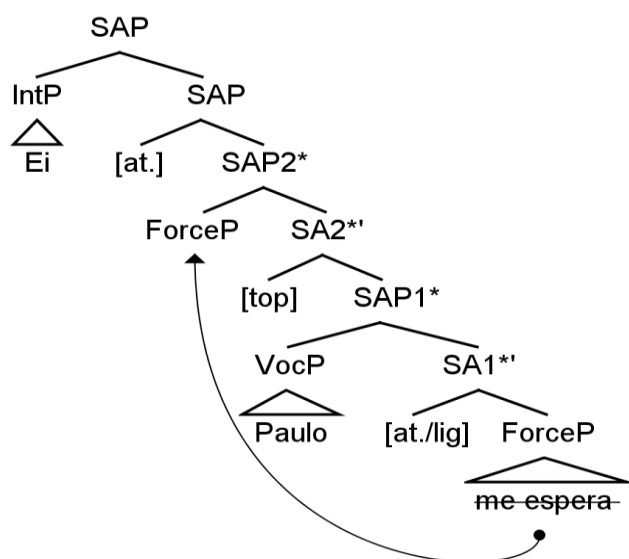 SAP
IntP SAP
Ei [at.] SAP2*
ForceP SA2*'
[top] SAP1*
VocP SA1*'
Paulo [at./lig] ForceP
me espera